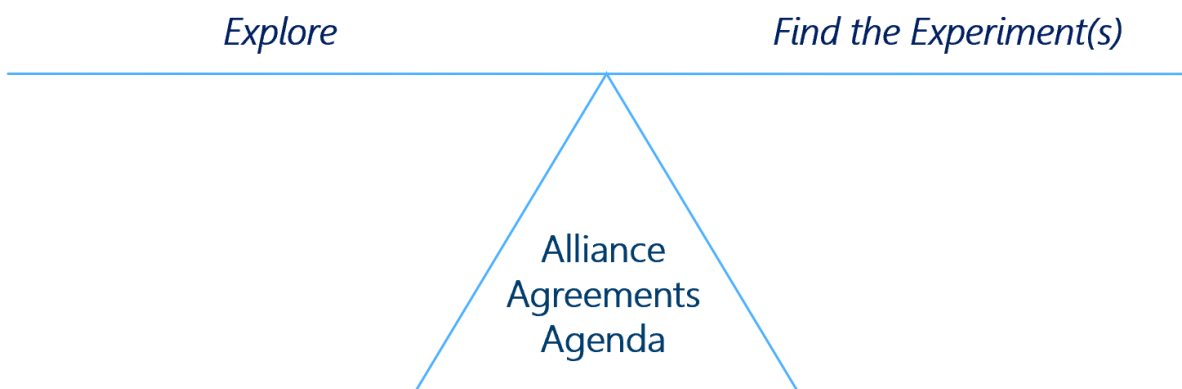 Explore
Find the Experiment(s)
Alliance
Agreements
Agenda